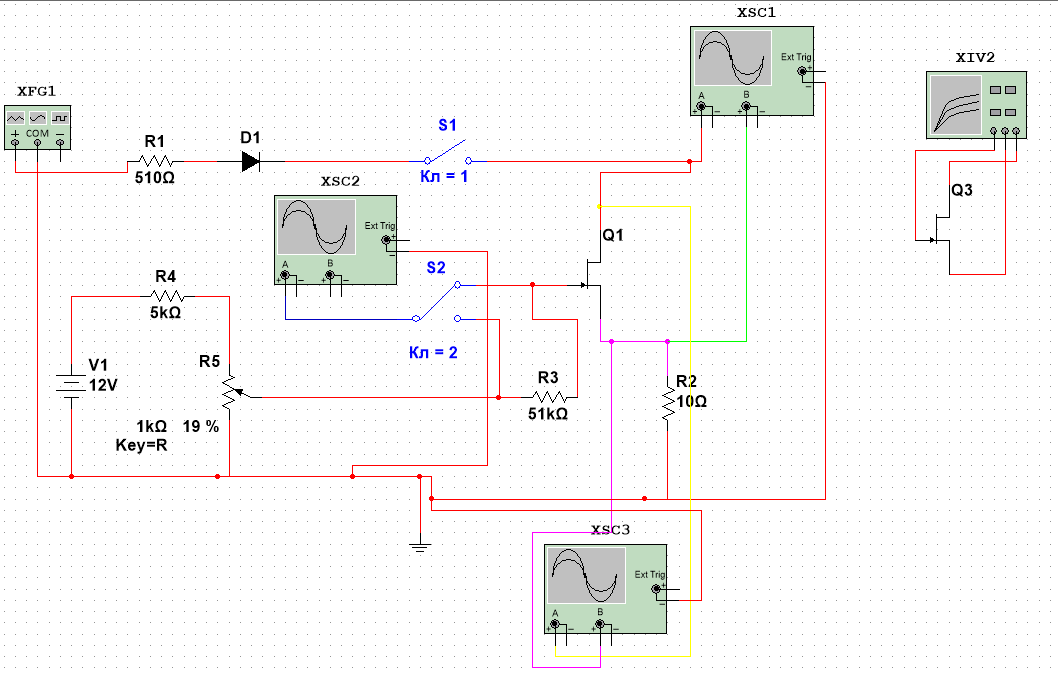 XSC1
Ext Trig
A
B
XIV2
XFG1
COM
R1
510Ω
D1
S1
Кл = 1
XSC2
Ext Trig
A
B
Q3
Q1
S2
Кл = 2
R4
5kΩ
V1
12V
R5
1kΩ 19 %
Key=R
R3
51kΩ
R2
10Ω
XSC3
Ext Trig
A
B